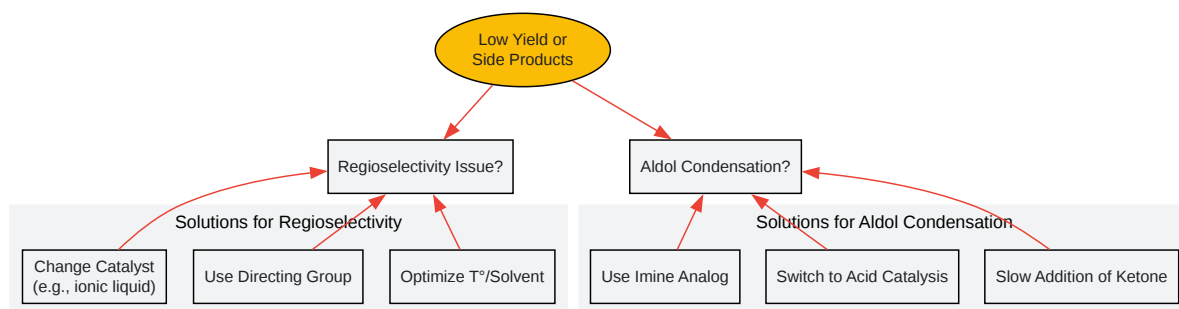 Low Yield or
Side Products
Regioselectivity Issue?
Aldol Condensation?
Solutions for Regioselectivity
Solutions for Aldol Condensation
Change Catalyst
(e.g., ionic liquid)
Use Directing Group
Optimize T°/Solvent
Use Imine Analog
Switch to Acid Catalysis
Slow Addition of Ketone